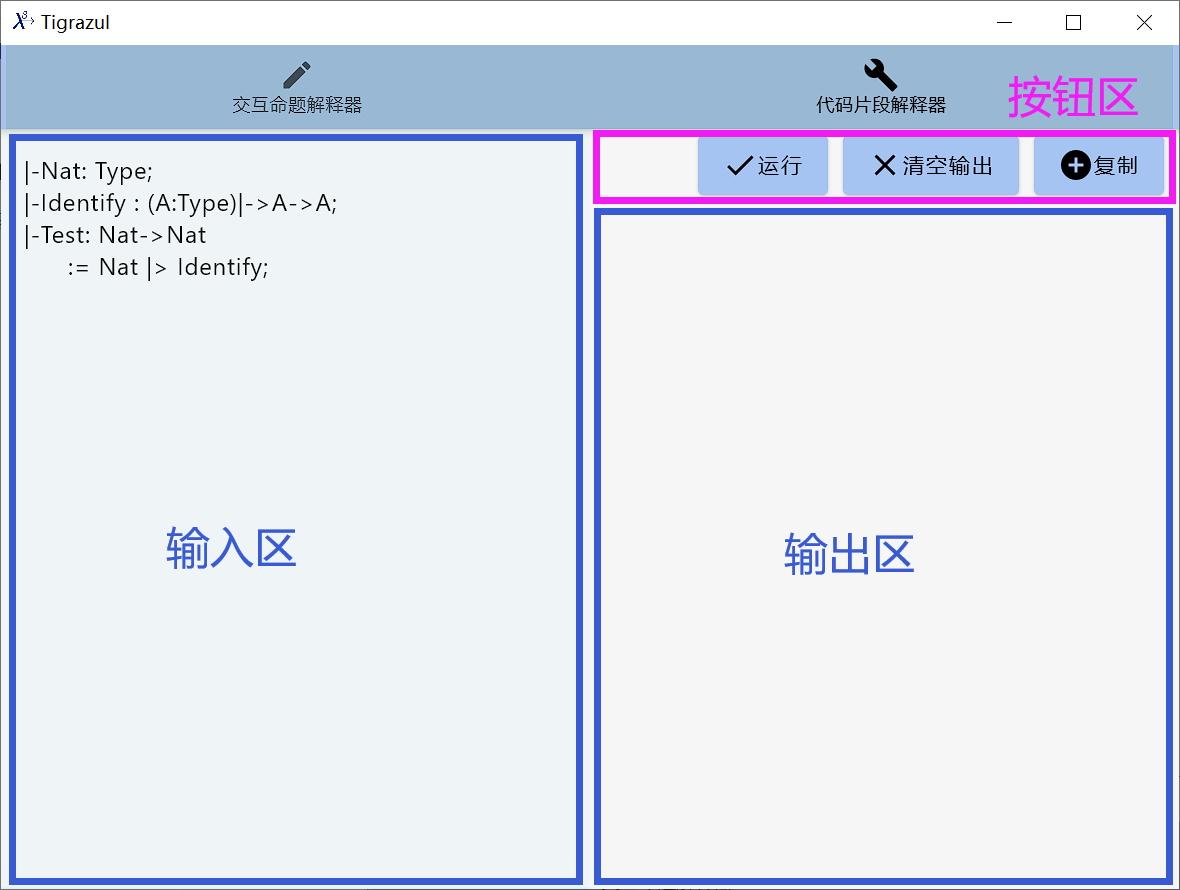 Tigrazul
交互命题解释器
代码片段解释器
按钮区
|-Nat: Type;
|-Identify : (A:Type)|->A->A;
|-Test: Nat->Nat
:= Nat |> Identify;
运行
清空输出
复制
输入区
输出区